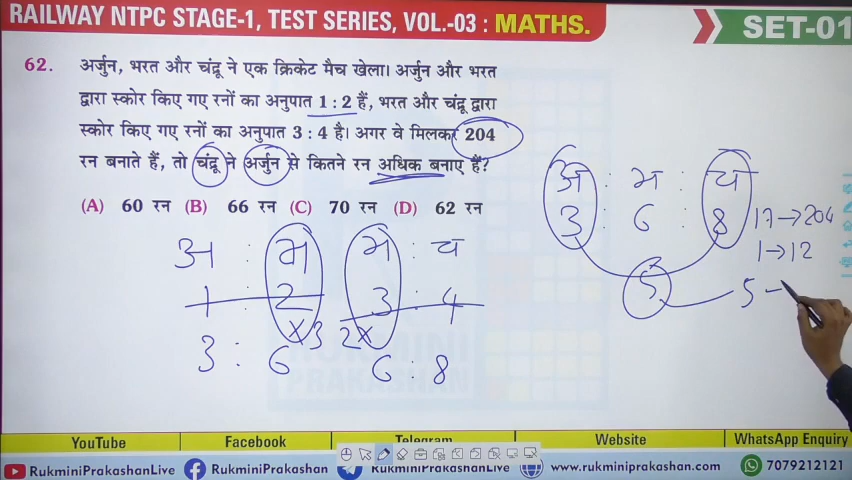 RAILWAY NTPC STAGE-1, TEST SERIES, VOL.-03 : MATHS.
SET-01
62. अर्जुन, भरत और चंद्रू ने एक क्रिकेट मैच खेला। अर्जुन और भरत
द्वारा स्कोर किए गए रनों का अनुपात 1 : 2 हैं, भरत और चंद्रू द्वारा
स्कोर किए गए रनों का अनुपात 3 : 4 है। अगर वे मिलकर 204
रन बनाते हैं, तो चंद्रू ने अर्जुन से कितने रन अधिक बनाए हैं?
(A) 60 रन (B) 66 रन (C) 70 रन (D) 62 रन
अ : भ : च
3 : 6 : 8
17 → 204
1 → 12
5
5 –
अ : भ भ : च
1 : 2 3 : 4
×3 2×
3 : 6 6 : 8
YouTube Facebook Telegram Website WhatsApp Enquiry
RukminiPrakashanLive RukminiPrakashan RukminiPrakashanLive www.rukminiprakashan.com 7079212121